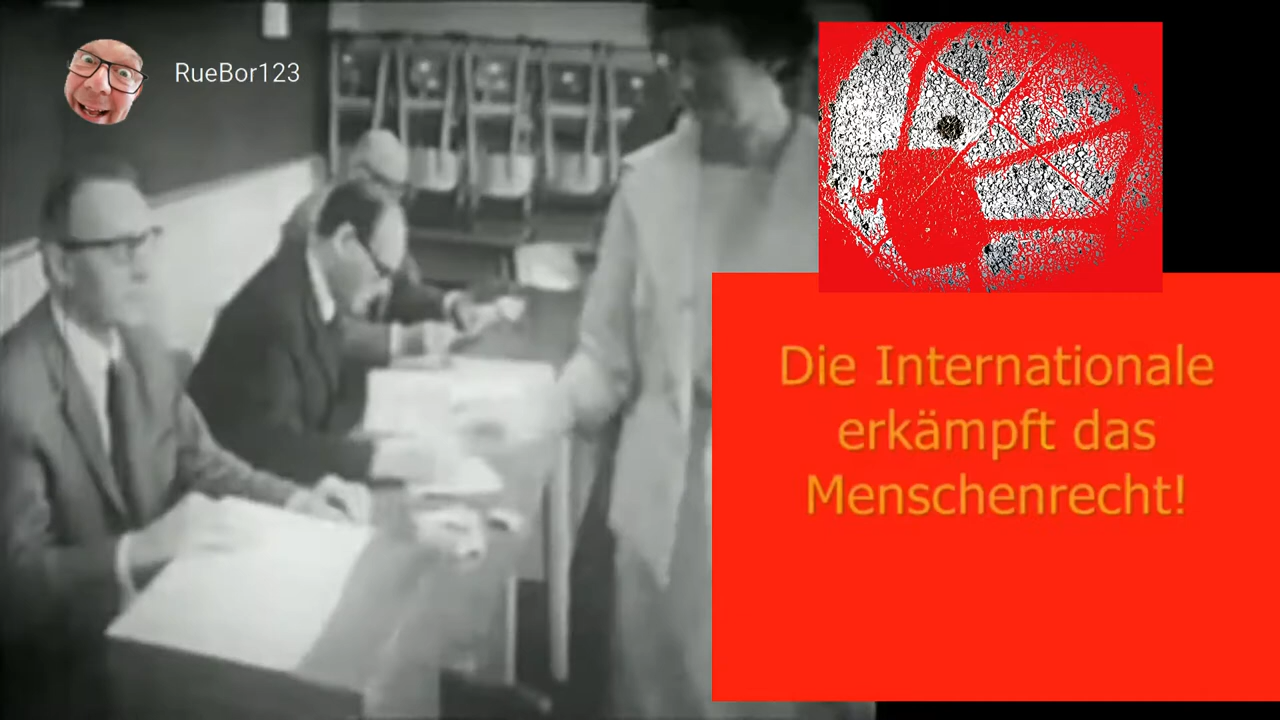 RueBor123
Die Internationale
erkämpft das
Menschenrecht!